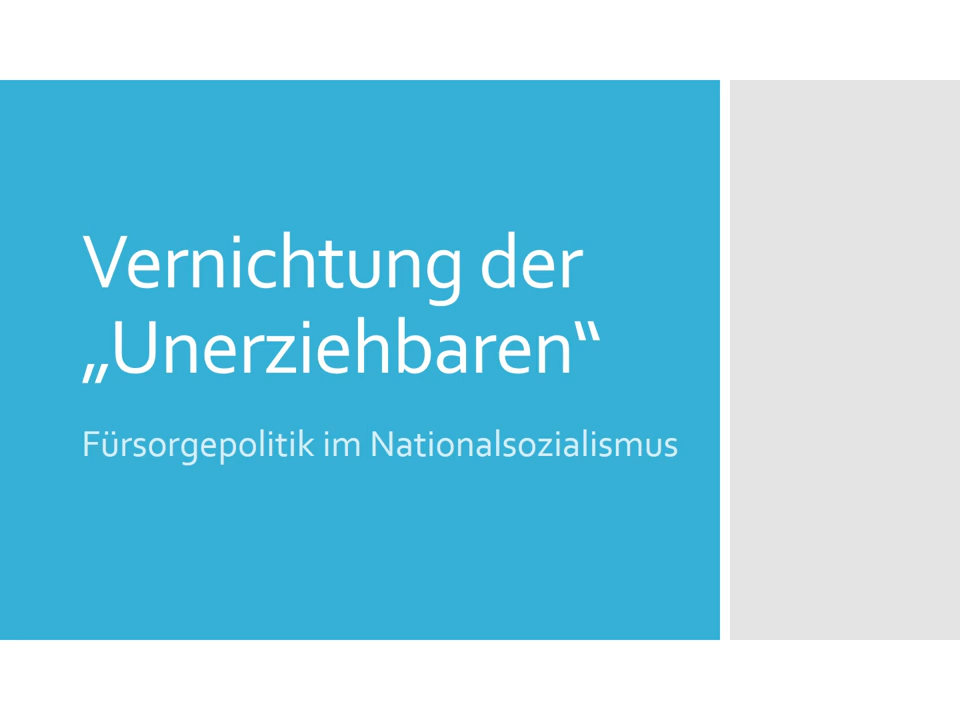 Vernichtung der
„Unerziehbaren“
Fürsorgepolitik im Nationalsozialismus